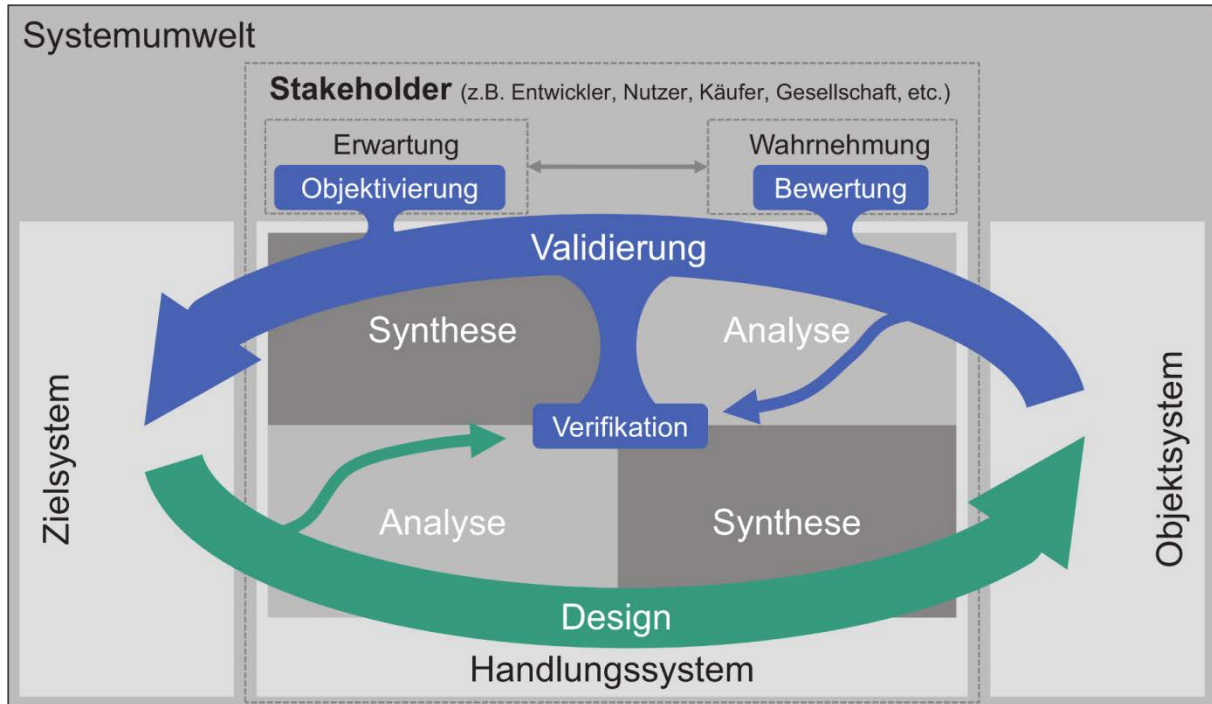 Systemumwelt
Stakeholder (z.B. Entwickler, Nutzer, Käufer, Gesellschaft, etc.)
Erwartung
Wahrnehmung
Objektivierung
Bewertung
Validierung
Synthese
Analyse
Verifikation
Zielsystem
Objektsystem
Analyse
Synthese
Design
Handlungssystem